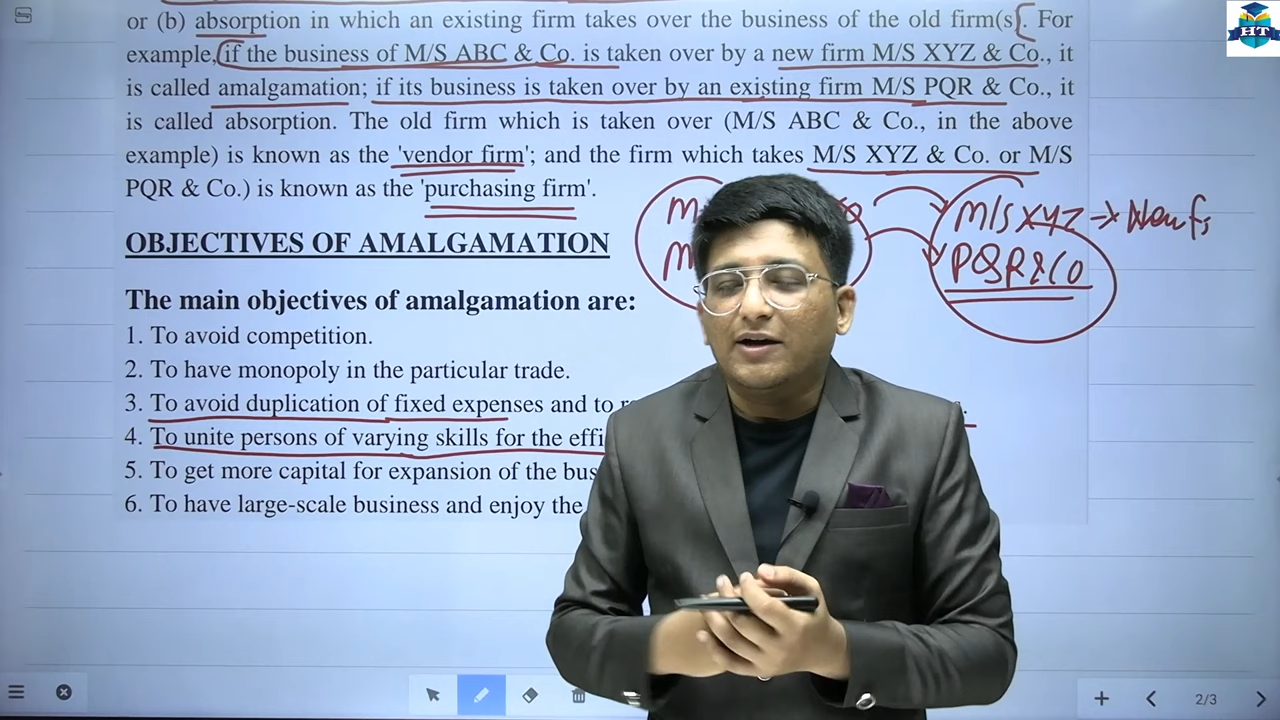 or (b) absorption in which an existing firm takes over the business of the old firm(s). For
example, if the business of M/S ABC & Co. is taken over by a new firm M/S XYZ & Co., it
is called amalgamation; if its business is taken over by an existing firm M/S PQR & Co., it
is called absorption. The old firm which is taken over (M/S ABC & Co., in the above
example) is known as the 'vendor firm'; and the firm which takes M/S XYZ & Co. or M/S
PQR & Co.) is known as the 'purchasing firm'.
M/S XYZ → New
PQR & CO
OBJECTIVES OF AMALGAMATION
The main objectives of amalgamation are:
1. To avoid competition.
2. To have monopoly in the particular trade.
3. To avoid duplication of fixed expenses and to
4. To unite persons of varying skills for the
5. To get more capital for expansion of the
6. To have large-scale business and enjoy the
2/3
HT